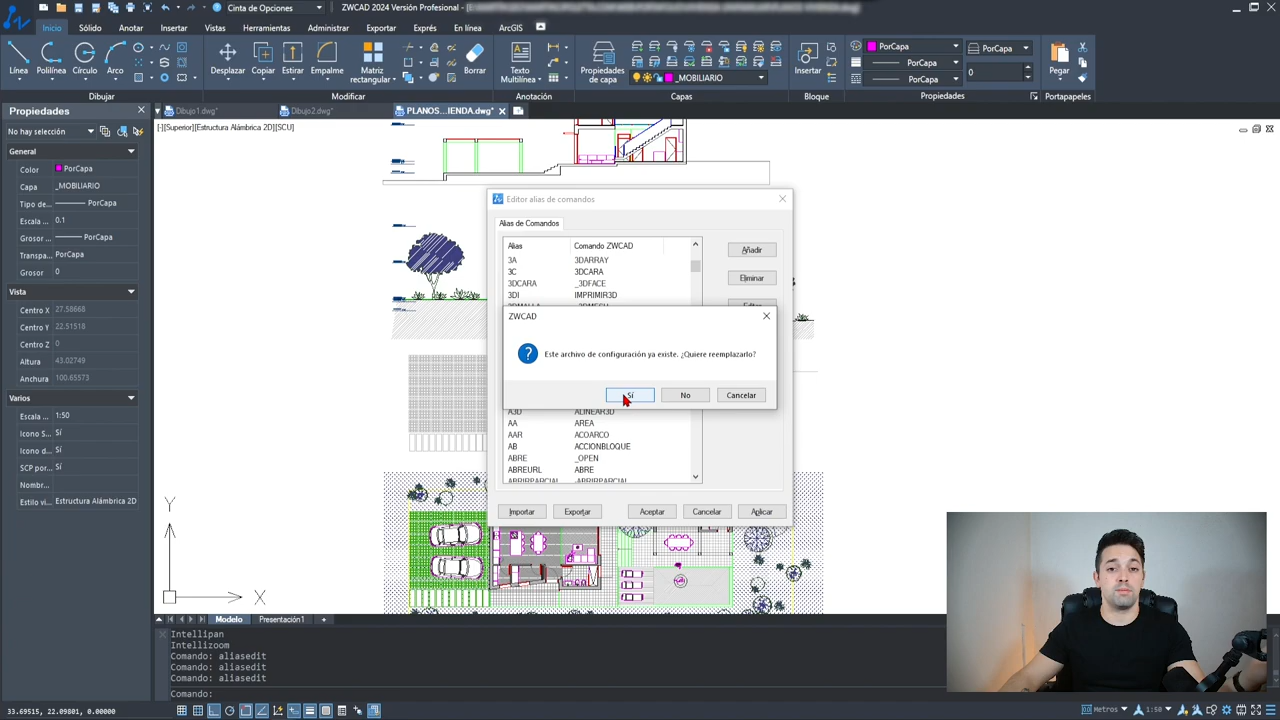 Cinta de Opciones
ZWCAD 2024 Versión Profesional - [
Inicio Sólido Anotar Insertar Vistas Herramientas Exportar Exprés En línea ArcGIS
Línea Polilínea Círculo Arco
Desplazar Copiar Estirar Empalme Matriz rectangular Borrar
Texto Multilínea
Propiedades de capa
_MOBILIARIO
Insertar
PorCapa
PorCapa
PorCapa
PorCapa
0
Pegar
Dibujar Modificar Anotación Capas Bloque Propiedades Portapapeles
Propiedades
Dibujo1.dwg* Dibujo2.dwg* PLANOS...IENDA.dwg*
No hay selección
[-][Superior][Estructura Alámbrica 2D][SCU]
General
Color PorCapa
Capa _MOBILIARIO
Tipo de... PorCapa
Escala ... 0.1
Grosor ... PorCapa
Transpa... PorCapa
Grosor 0
Vista
Centro X 27.58668
Centro Y 22.51518
Centro Z 0
Altura 43.02749
Anchura 100.65573
Varios
Escala ... 1:50
Icono S... Sí
Icono d... Sí
SCP por... Sí
Nombr...
Estilo vi... Estructura Alámbrica 2D
Editor alias de comandos
Alias de Comandos
Alias Comando ZWCAD
3A 3DARRAY
3C 3DCARA
3DCARA _3DFACE
3DI IMPRIMIR3D
Añadir
Eliminar
ZWCAD
Este archivo de configuración ya existe. ¿Quiere reemplazarlo?
Sí No Cancelar
A3D ALINEAR3D
AA AREA
AAR ACOARCO
AB ACCIONBLOQUE
ABRE _OPEN
ABREURL ABRE
Importar Exportar Aceptar Cancelar Aplicar
Y
X
Modelo Presentación1 +
Intellipan
Intellizoom
Comando: aliasedit
Comando: aliasedit
Comando: aliasedit
Comando:
33.69515, 22.09801, 0.00000
Metros 1:50